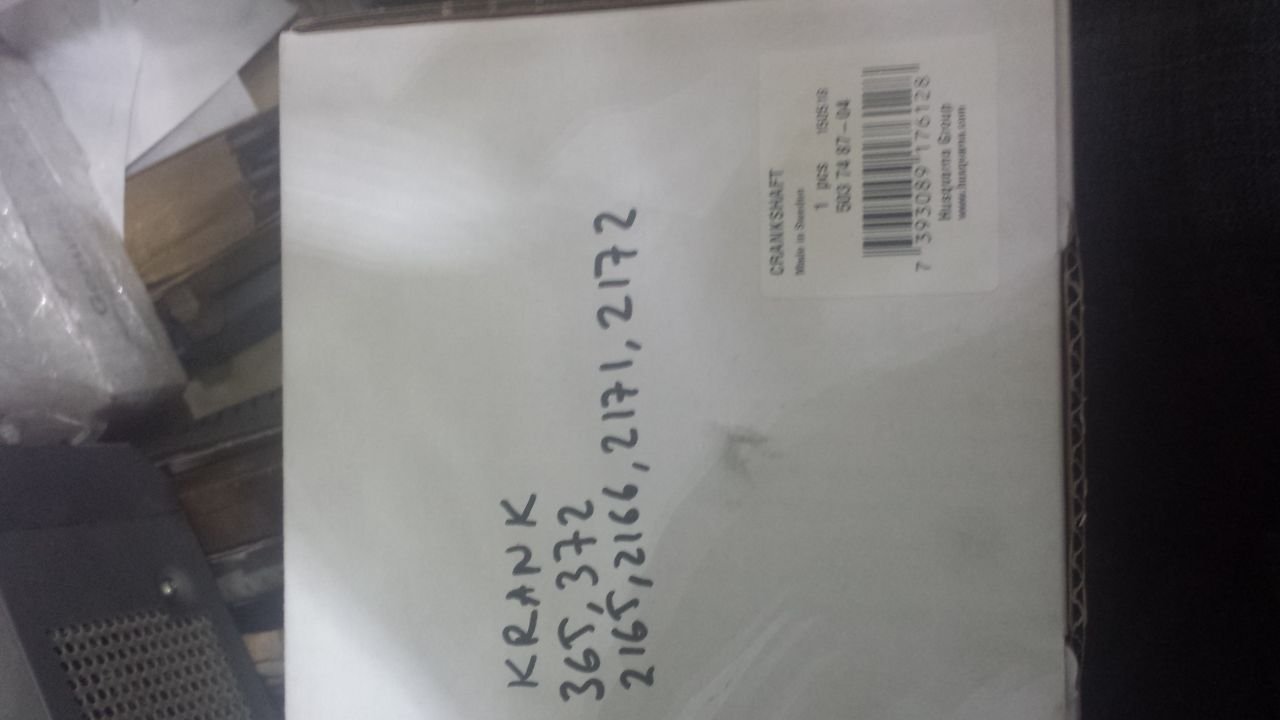 KRANK
365, 372
2165, 2166, 2171, 2172
CRANKSHAFT
Made in Sweden
1 pcs 150518
503 74 87-04
7 393089 176128
Husqvarna Group
www.husqvarna.com